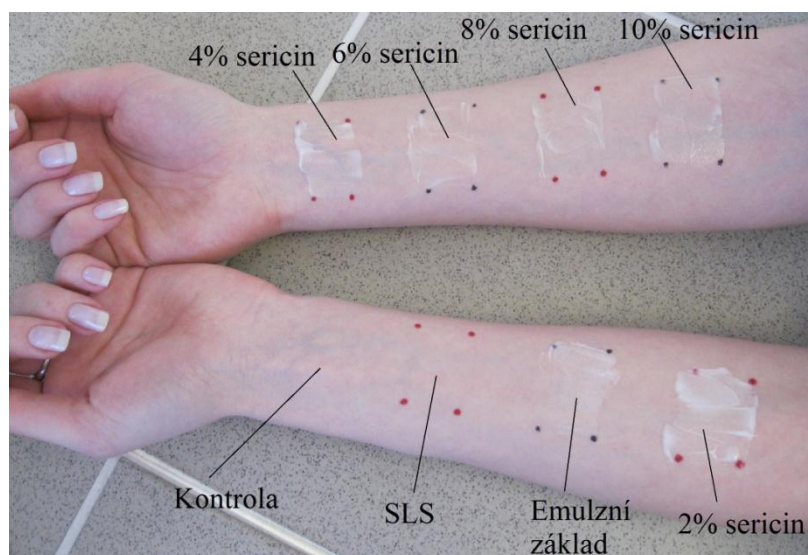 4% sericin
6% sericin
8% sericin
10% sericin
Kontrola
SLS
Emulzní
základ
2% sericin